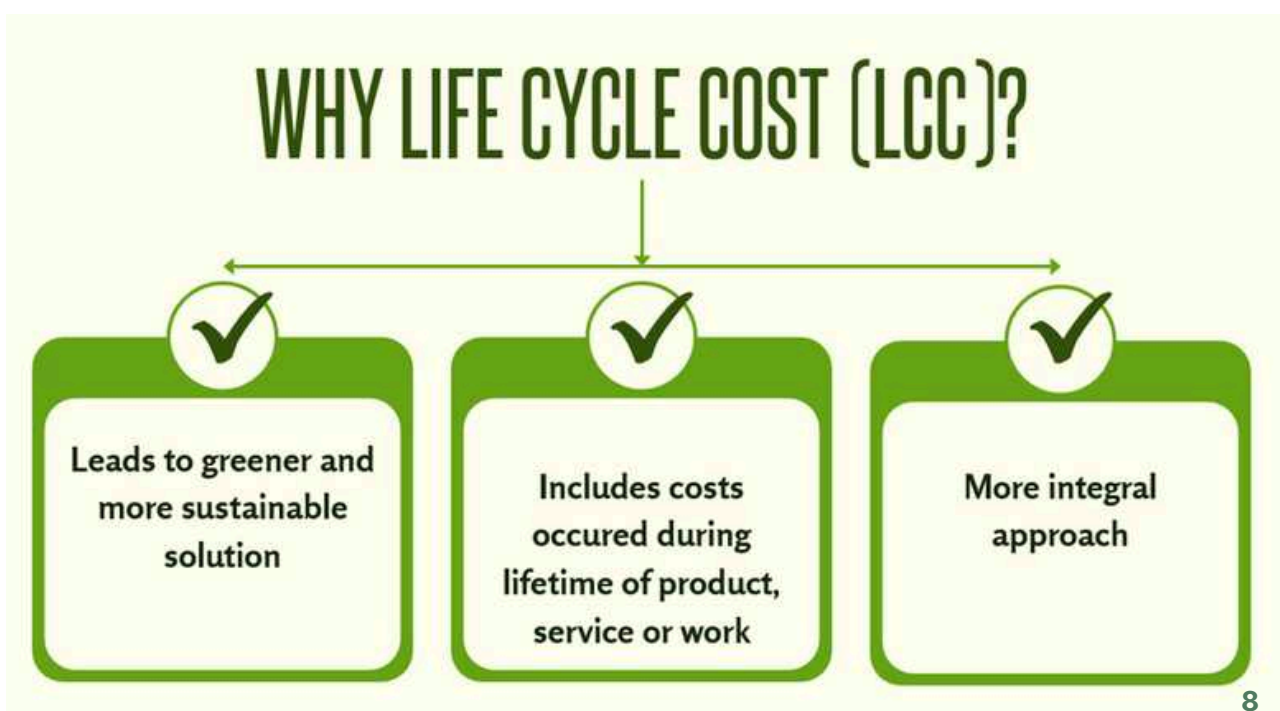 WHY LIFE CYCLE COST (LCC)?
Leads to greener and
more sustainable
solution
Includes costs
occured during
lifetime of product,
service or work
More integral
approach
8